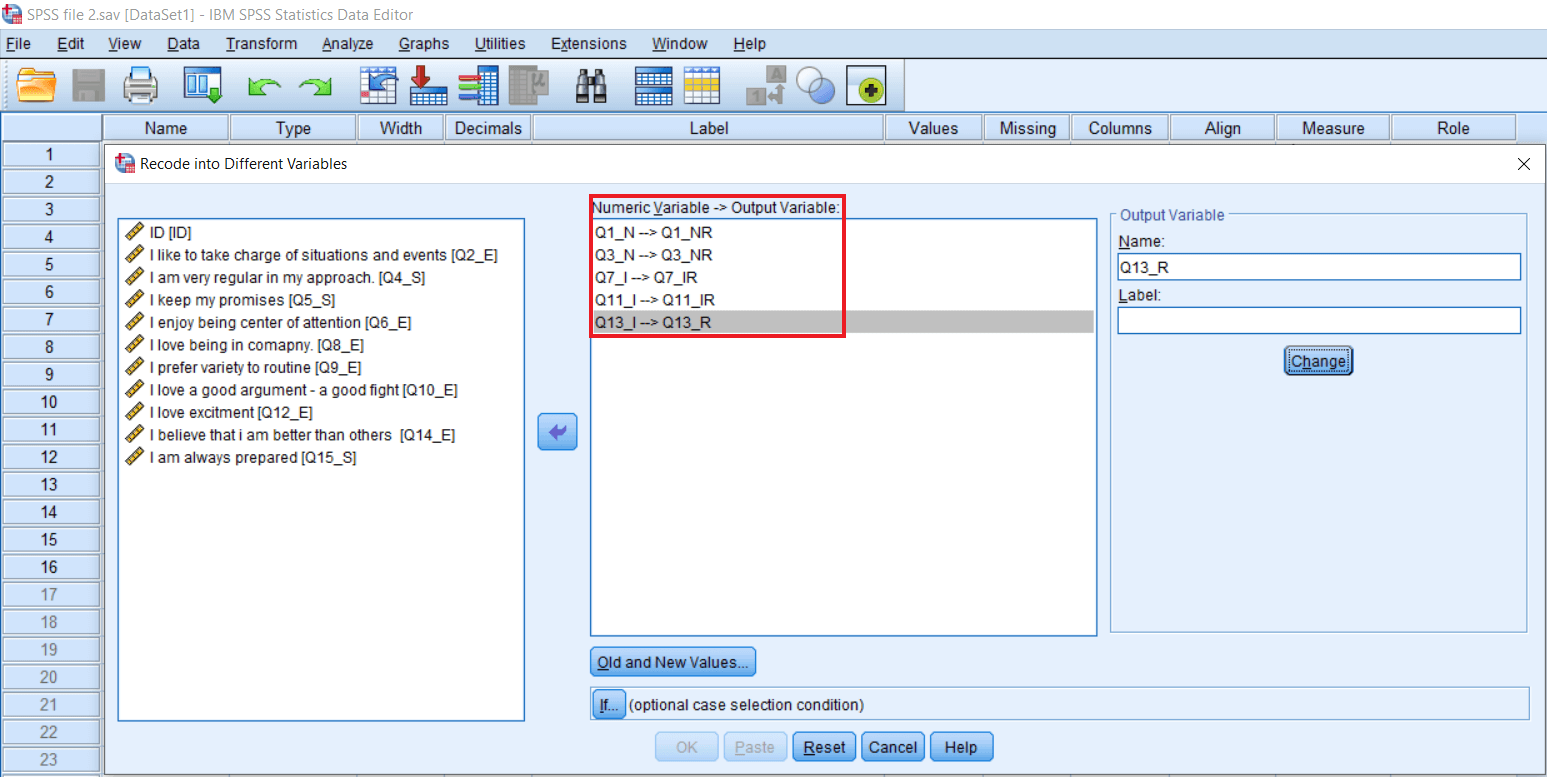 SPSS file 2.sav [DataSet1] - IBM SPSS Statistics Data Editor
File Edit View Data Transform Analyze Graphs Utilities Extensions Window Help
A
1
μ
Name Type Width Decimals Label Values Missing Columns Align Measure Role
1
2
3
4
5
6
7
8
9
10
11
12
13
14
15
16
17
18
19
20
21
22
23
Recode into Different Variables
ID [ID]
I like to take charge of situations and events [Q2_E]
I am very regular in my approach. [Q4_S]
I keep my promises [Q5_S]
I enjoy being center of attention [Q6_E]
I love being in comapny. [Q8_E]
I prefer variety to routine [Q9_E]
I love a good argument - a good fight [Q10_E]
I love excitment [Q12_E]
I believe that i am better than others [Q14_E]
I am always prepared [Q15_S]
Numeric Variable -> Output Variable:
Q1_N --> Q1_NR
Q3_N --> Q3_NR
Q7_I --> Q7_IR
Q11_I --> Q11_IR
Q13_I --> Q13_R
Output Variable
Name:
Q13_R
Label:
Change
Old and New Values...
If... (optional case selection condition)
OK Paste Reset Cancel Help